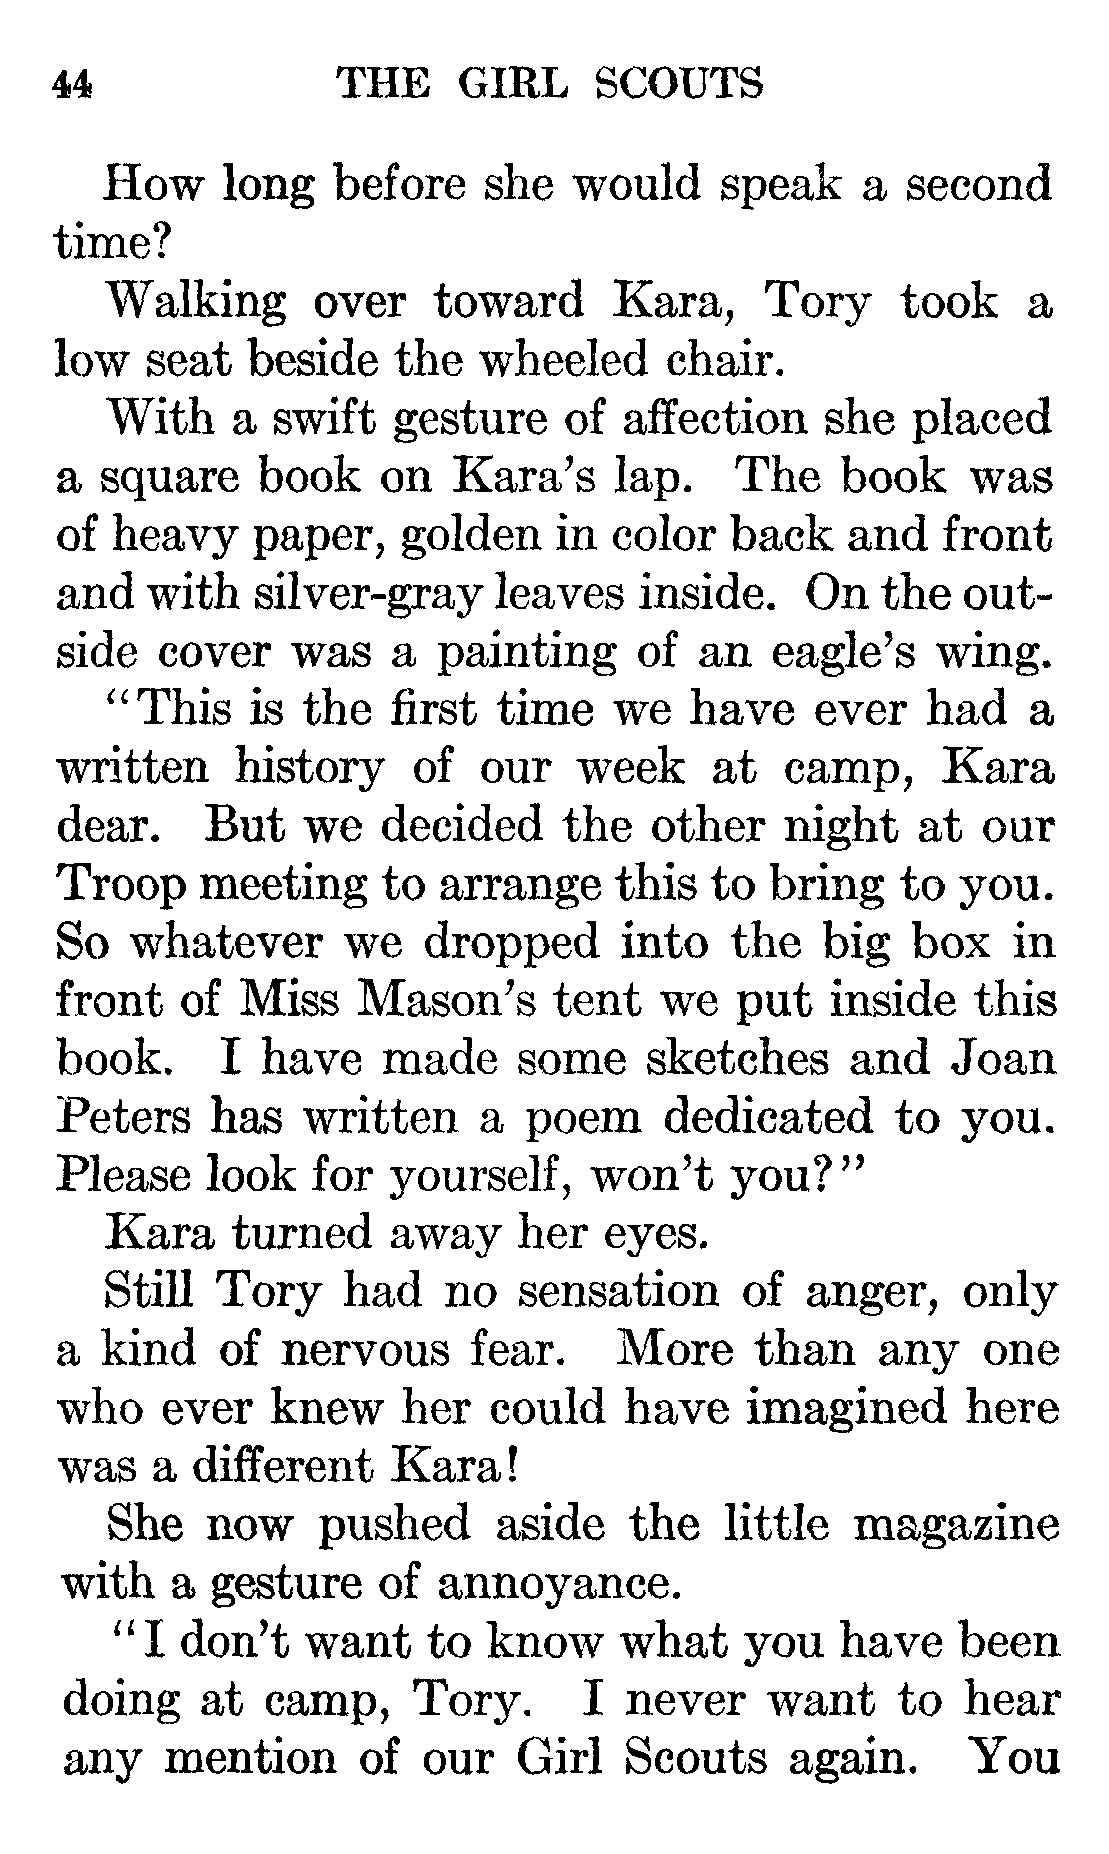 44 THE GIRL SCOUTS
How long before she would speak a second
time?
Walking over toward Kara, Tory took a
low seat beside the wheeled chair.
With a swift gesture of affection she placed
a square book on Kara's lap. The book was
of heavy paper, golden in color back and front
and with silver-gray leaves inside. On the out-
side cover was a painting of an eagle's wing.
"This is the first time we have ever had a
written history of our week at camp, Kara
dear. But we decided the other night at our
Troop meeting to arrange this to bring to you.
So whatever we dropped into the big box in
front of Miss Mason's tent we put inside this
book. I have made some sketches and Joan
Peters has written a poem dedicated to you.
Please look for yourself, won't you?"
Kara turned away her eyes.
Still Tory had no sensation of anger, only
a kind of nervous fear. More than any one
who ever knew her could have imagined here
was a different Kara!
She now pushed aside the little magazine
with a gesture of annoyance.
"I don't want to know what you have been
doing at camp, Tory. I never want to hear
any mention of our Girl Scouts again. You